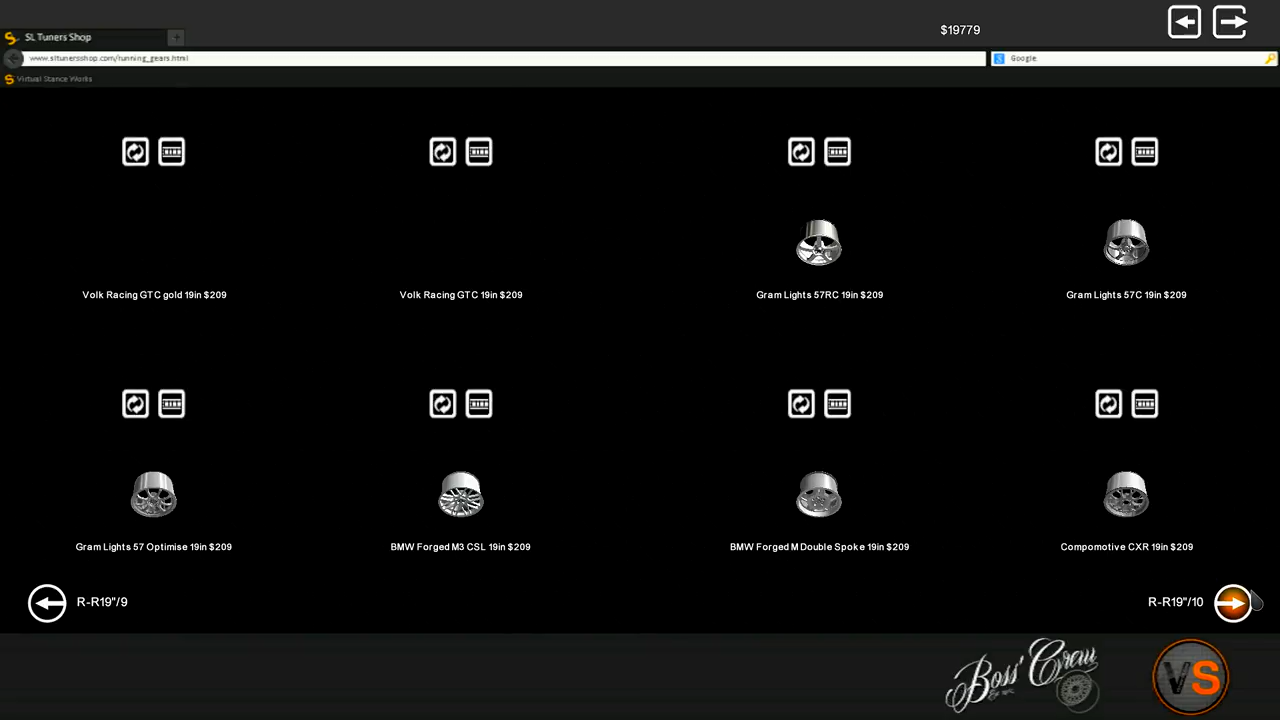 SL Tuners Shop
$19779
www.sltunersshop.com/running_gears.html
Google
Virtual Stance Works
Volk Racing GTC gold 19in $209
Volk Racing GTC 19in $209
Gram Lights 57RC 19in $209
Gram Lights 57C 19in $209
Gram Lights 57 Optimise 19in $209
BMW Forged M3 CSL 19in $209
BMW Forged M Double Spoke 19in $209
Compomotive CXR 19in $209
R-R19"/9
R-R19"/10
Boss' Crew
VS